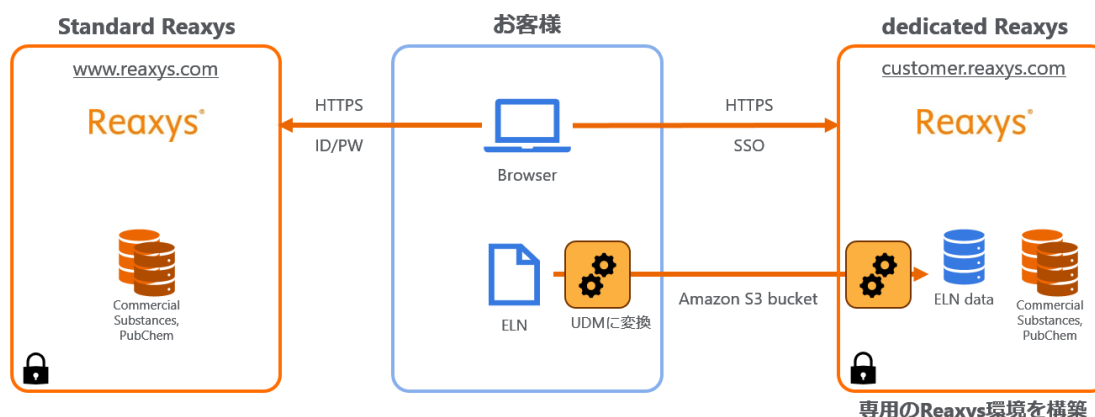 Standard Reaxys
お客様
dedicated Reaxys
www.reaxys.com
customer.reaxys.com
Reaxys®
HTTPS
ID/PW
Browser
HTTPS
SSO
Reaxys®
Commercial
Substances,
PubChem
ELN
UDMに変換
Amazon S3 bucket
ELN data
Commercial
Substances,
PubChem
専用のReaxys環境を構築